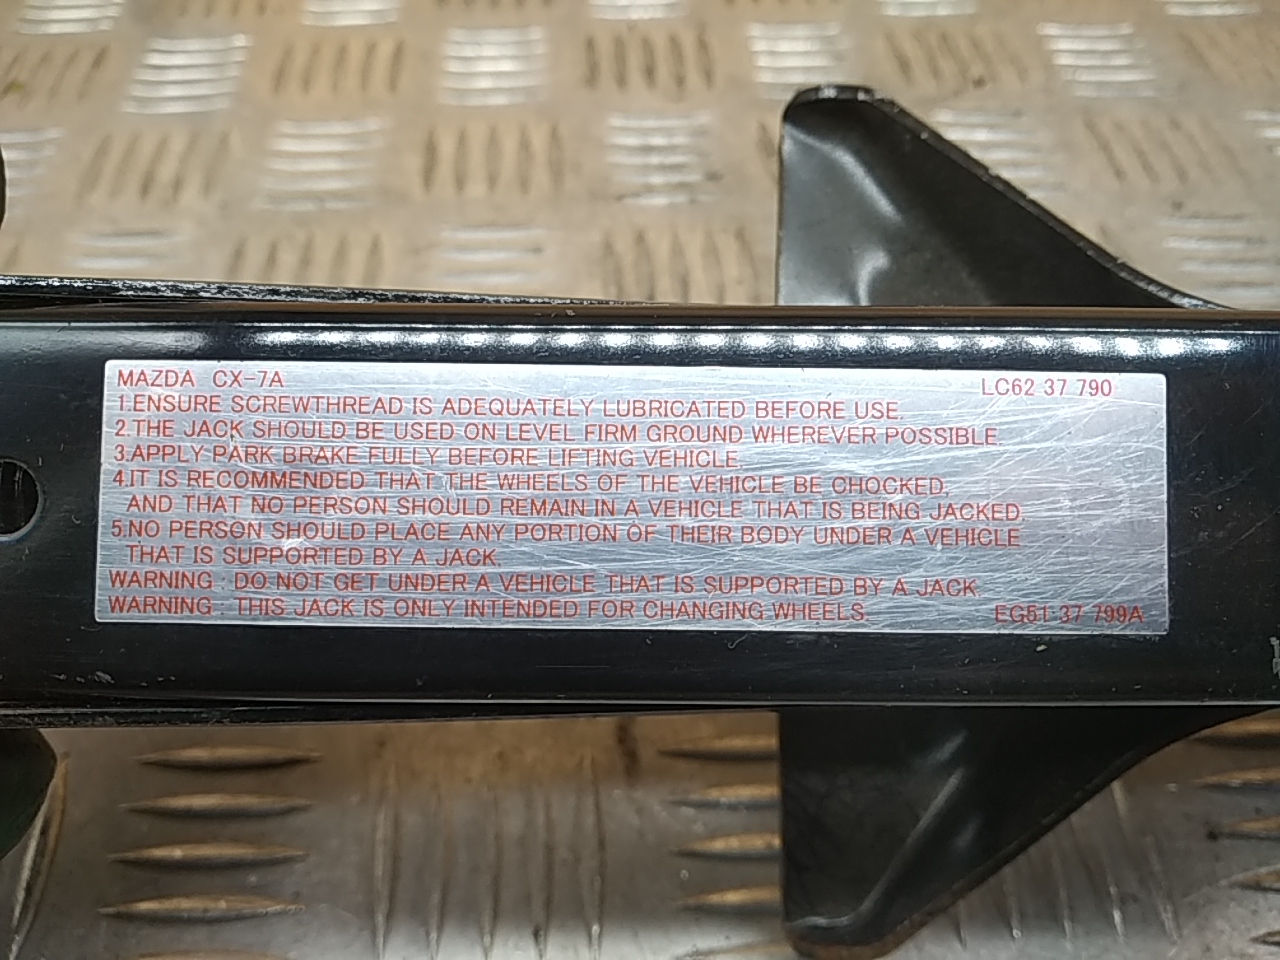 MAZDA CX-7A LC62 37 790
1.ENSURE SCREWTHREAD IS ADEQUATELY LUBRICATED BEFORE USE.
2.THE JACK SHOULD BE USED ON LEVEL FIRM GROUND WHEREVER POSSIBLE.
3.APPLY PARK BRAKE FULLY BEFORE LIFTING VEHICLE.
4.IT IS RECOMMENDED THAT THE WHEELS OF THE VEHICLE BE CHOCKED,
AND THAT NO PERSON SHOULD REMAIN IN A VEHICLE THAT IS BEING JACKED.
5.NO PERSON SHOULD PLACE ANY PORTION OF THEIR BODY UNDER A VEHICLE
THAT IS SUPPORTED BY A JACK.
WARNING : DO NOT GET UNDER A VEHICLE THAT IS SUPPORTED BY A JACK.
WARNING : THIS JACK IS ONLY INTENDED FOR CHANGING WHEELS. EG51 37 799A